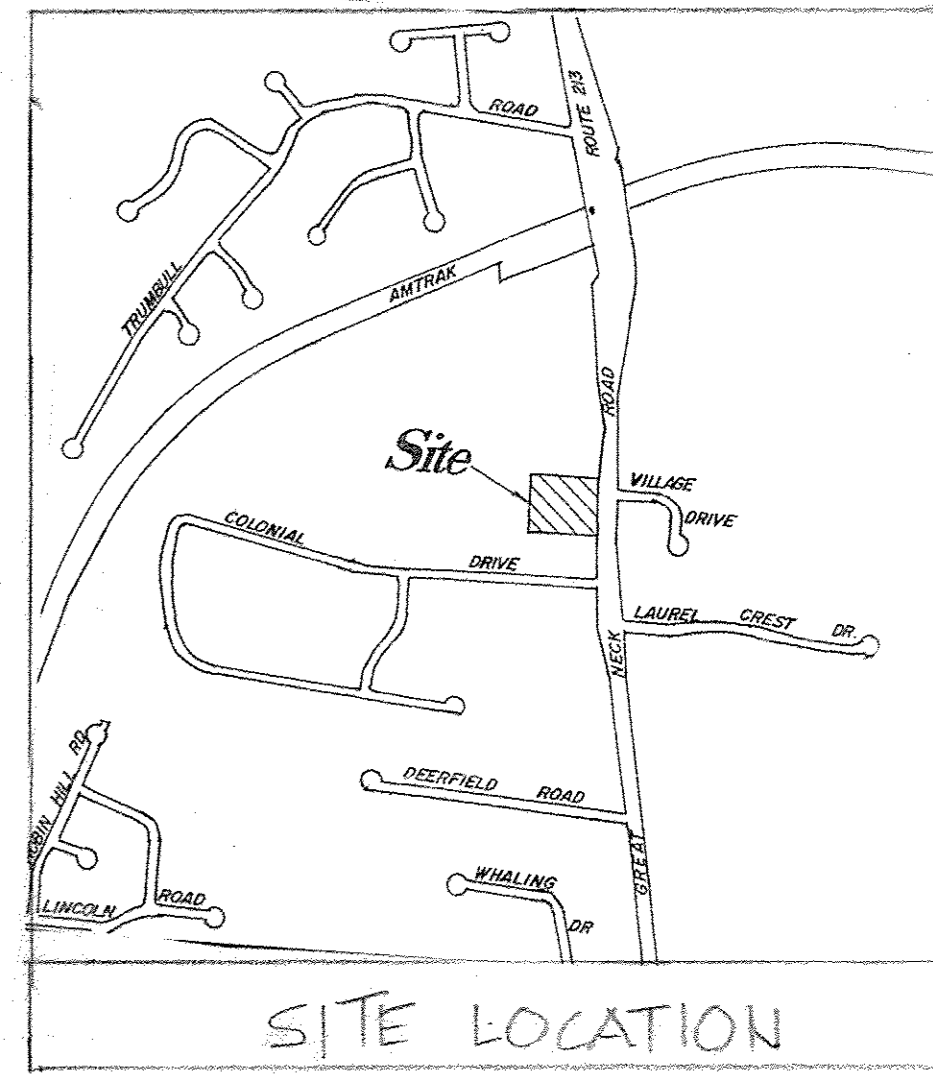 ROAD
ROUTE 213
TRUMBULL
AMTRAK
ROAD
Site
VILLAGE
DRIVE
COLONIAL
DRIVE
LAUREL CREST DR.
NECK
ROBIN HILL RD
DEERFIELD ROAD
GREAT
WHALING
DR
LINCOLN ROAD
SITE LOCATION